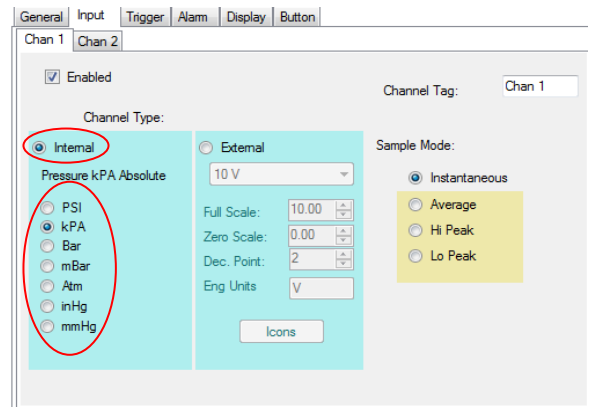 General Input Trigger Alarm Display Button
Chan 1 Chan 2
Enabled
Channel Tag: Chan 1
Channel Type:
Internal
Pressure kPA Absolute
PSI
kPA
Bar
mBar
Atm
inHg
mmHg
External
10 V
Full Scale: 10.00
Zero Scale: 0.00
Dec. Point: 2
Eng Units V
Icons
Sample Mode:
Instantaneous
Average
Hi Peak
Lo Peak